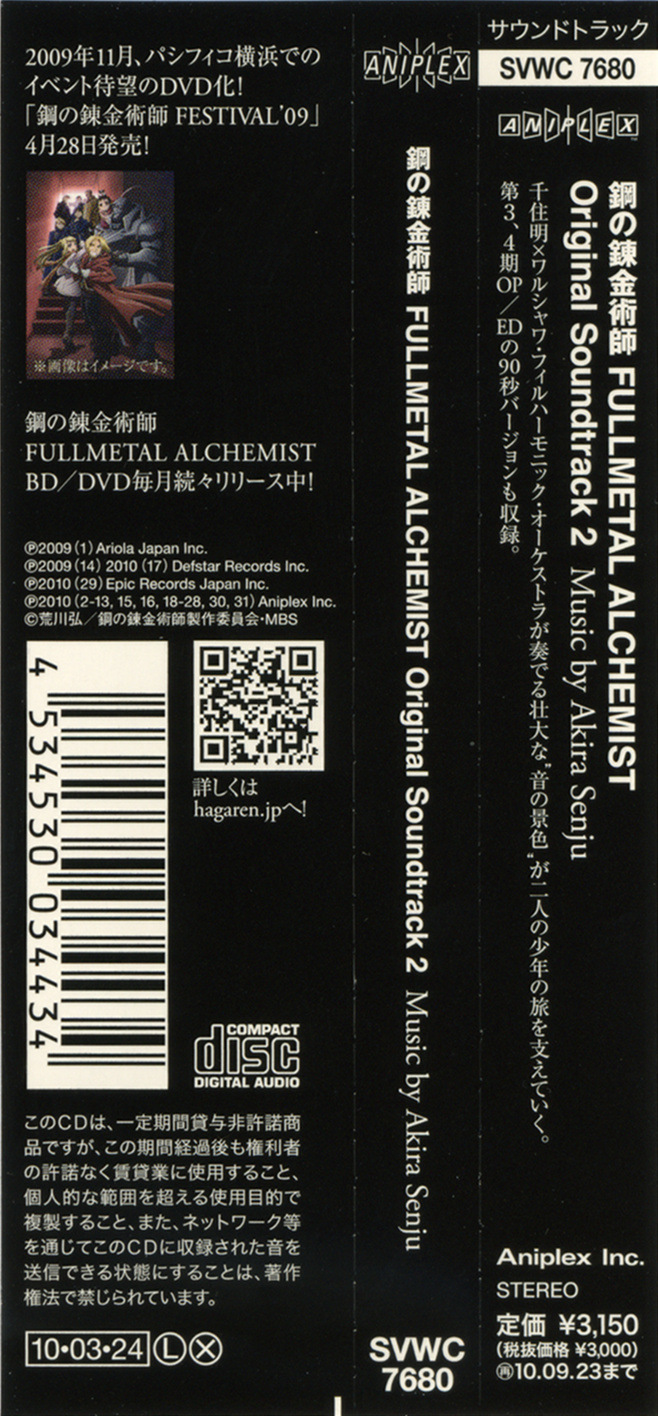 サウンドトラック
SVWC 7680
ANIPLEX
鋼の錬金術師 FULLMETAL ALCHEMIST
Original Soundtrack 2 Music by Akira Senju
千住明×ワルシャワ・フィルハーモニック・オーケストラが奏でる壮大な〝音の景色〟が二人の少年の旅を支えていく。
第3、4期OP／EDの90秒バージョンも収録。
Aniplex Inc.
STEREO
定価 ¥3,150
(税抜価格 ¥3,000)
㊢10.09.23まで
ANIPLEX
鋼の錬金術師 FULLMETAL ALCHEMIST Original Soundtrack 2 Music by Akira Senju
SVWC
7680
2009年11月、パシフィコ横浜での
イベント待望のDVD化!
「鋼の錬金術師 FESTIVAL'09」
4月28日発売!
※画像はイメージです。
鋼の錬金術師
FULLMETAL ALCHEMIST
BD／DVD毎月続々リリース中!
℗2009 (1) Ariola Japan Inc.
℗2009 (14) 2010 (17) Defstar Records Inc.
℗2010 (29) Epic Records Japan Inc.
℗2010 (2-13, 15, 16, 18-28, 30, 31) Aniplex Inc.
©荒川弘／鋼の錬金術師製作委員会・MBS
4 534530 034434
詳しくは
hagaren.jpへ!
COMPACT
disc
DIGITAL AUDIO
このCDは、一定期間貸与非許諾商
品ですが、この期間経過後も権利者
の許諾なく賃貸業に使用すること、
個人的な範囲を超える使用目的で
複製すること、また、ネットワーク等
を通じてこのCDに収録された音を
送信できる状態にすることは、著作
権法で禁じられています。
10•03•24 Ⓛ Ⓧ